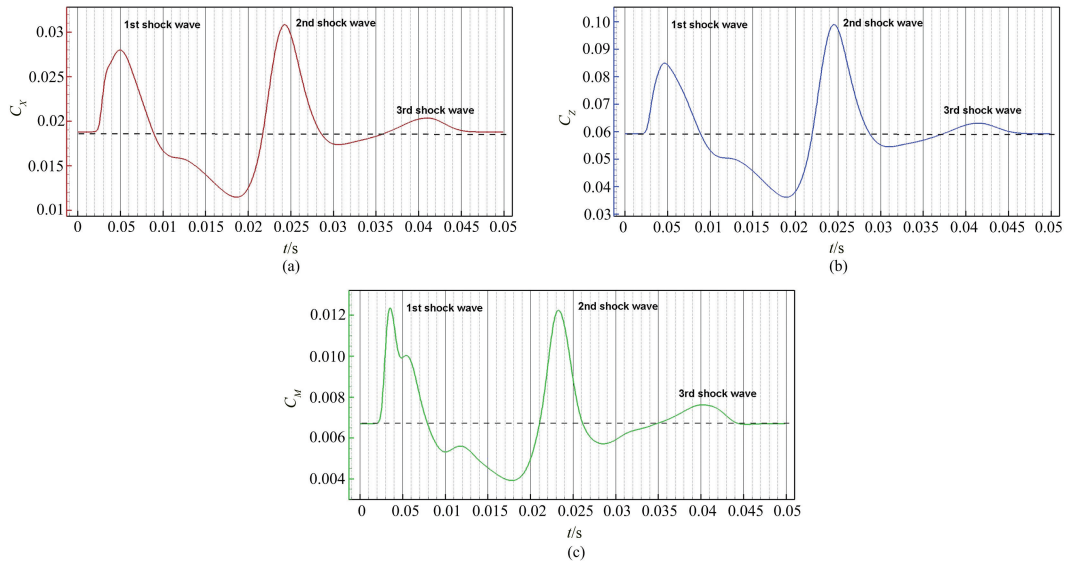 1st shock wave
2nd shock wave
3rd shock wave
0.03
0.025
0.02
0.015
0.01
C_X
0 0.05 0.01 0.015 0.02 0.025 0.03 0.035 0.04 0.045 0.05
t/s
(a)
1st shock wave
2nd shock wave
3rd shock wave
0.10
0.09
0.08
0.07
0.06
0.05
0.04
0.03
C_Z
0 0.05 0.01 0.015 0.02 0.025 0.03 0.035 0.04 0.045 0.05
t/s
(b)
1st shock wave
2nd shock wave
3rd shock wave
0.012
0.010
0.008
0.006
0.004
C_M
0 0.05 0.01 0.015 0.02 0.025 0.03 0.035 0.04 0.045 0.05
t/s
(c)